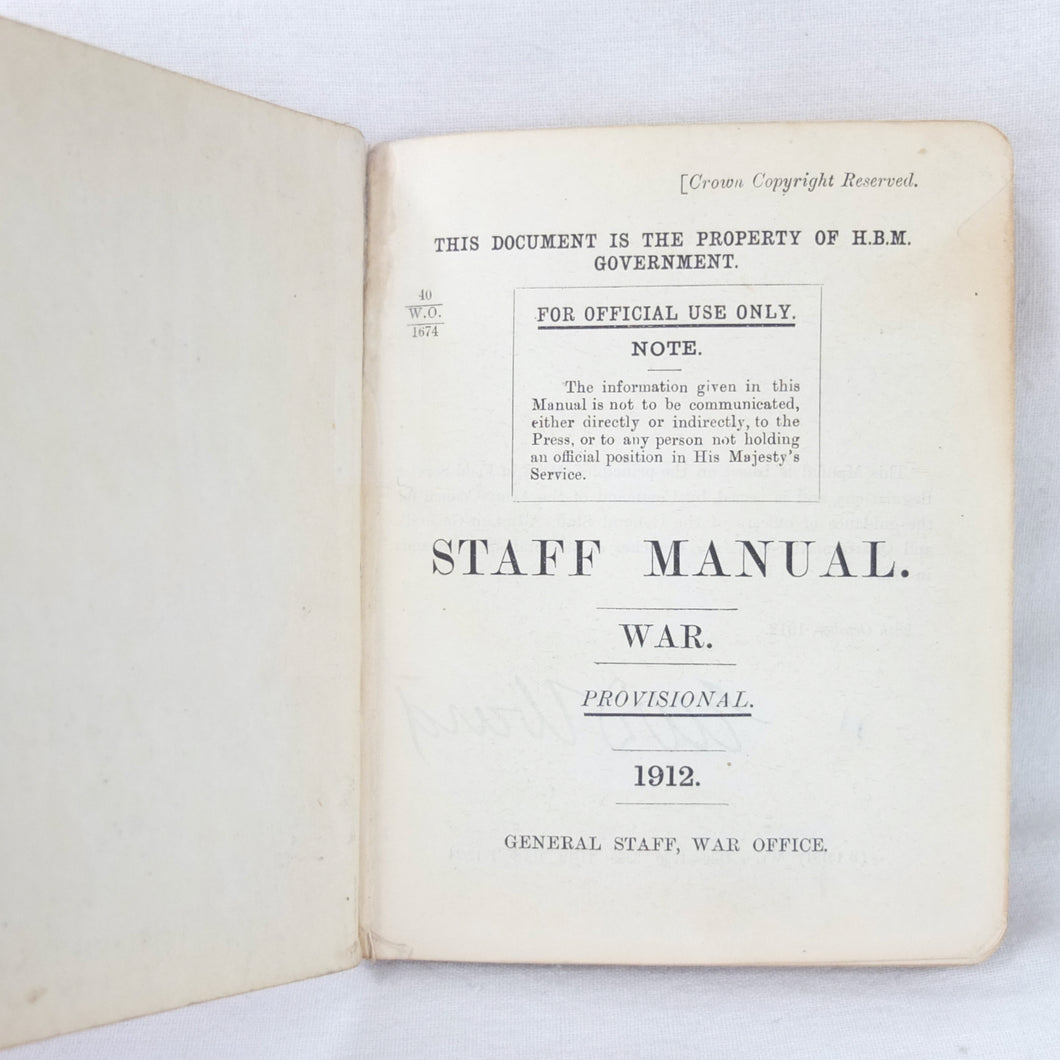 [Crown Copyright Reserved.
THIS DOCUMENT IS THE PROPERTY OF H.B.M.
GOVERNMENT.
40
W.O.
1674
FOR OFFICIAL USE ONLY.
NOTE.
The information given in this
Manual is not to be communicated,
either directly or indirectly, to the
Press, or to any person not holding
an official position in His Majesty's
Service.
STAFF MANUAL.
WAR.
PROVISIONAL.
1912.
GENERAL STAFF, WAR OFFICE.